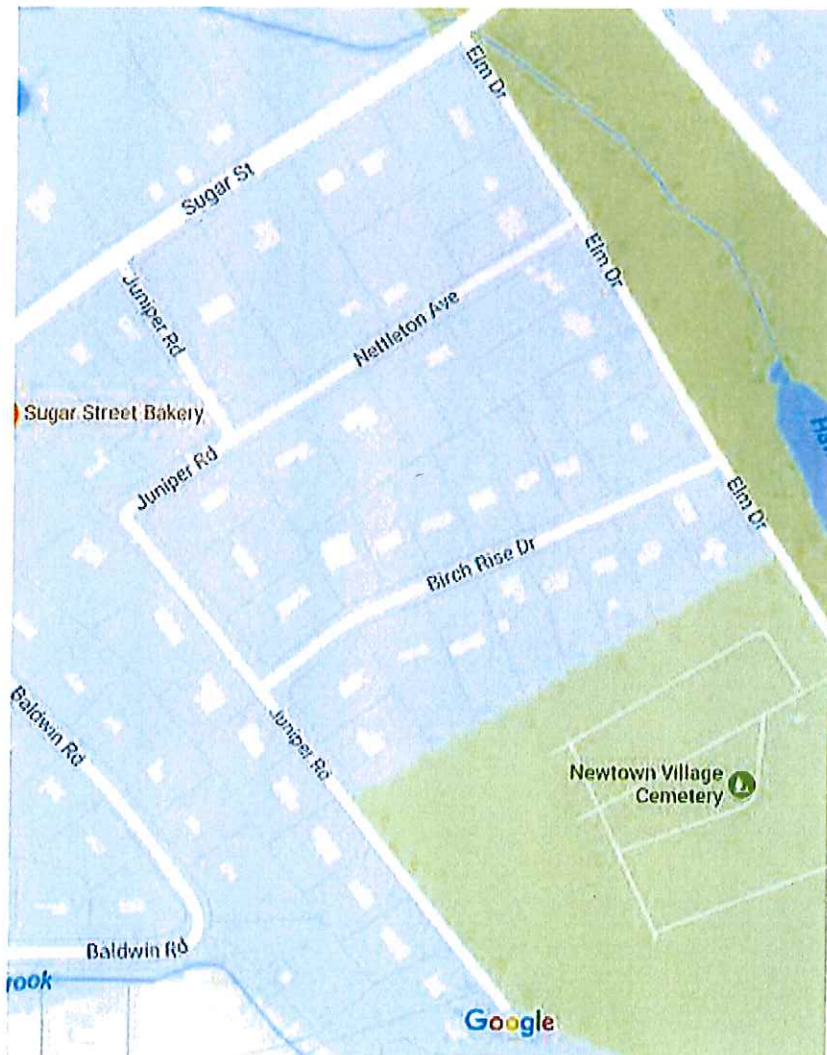 Elm Dr
Sugar St
Elm Dr
Juniper Rd
Nettleton Ave
Sugar Street Bakery
Juniper Rd
Elm Dr
Birch Rise Dr
Baldwin Rd
Juniper Rd
Newtown Village
Cemetery
Baldwin Rd
rook
Google